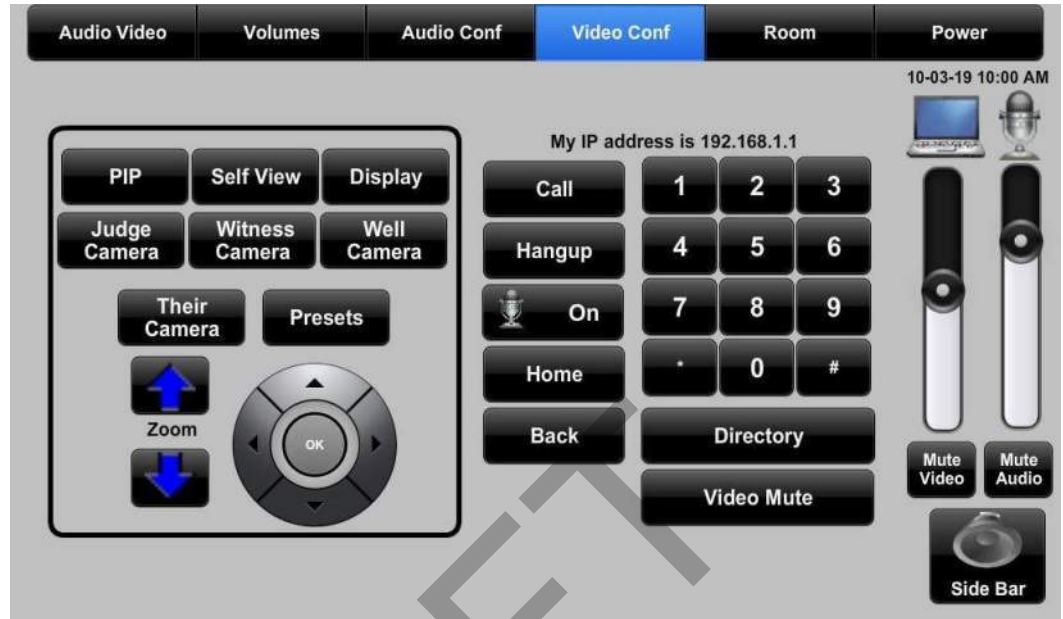 Audio Video
Volumes
Audio Conf
Video Conf
Room
Power
10-03-19 10:00 AM
My IP address is 192.168.1.1
PIP
Self View
Display
Judge
Camera
Witness
Camera
Well
Camera
Their
Camera
Presets
Zoom
OK
Call
Hangup
On
Home
Back
1 2 3
4 5 6
7 8 9
* 0 #
Directory
Video Mute
Mute
Video
Mute
Audio
Side Bar